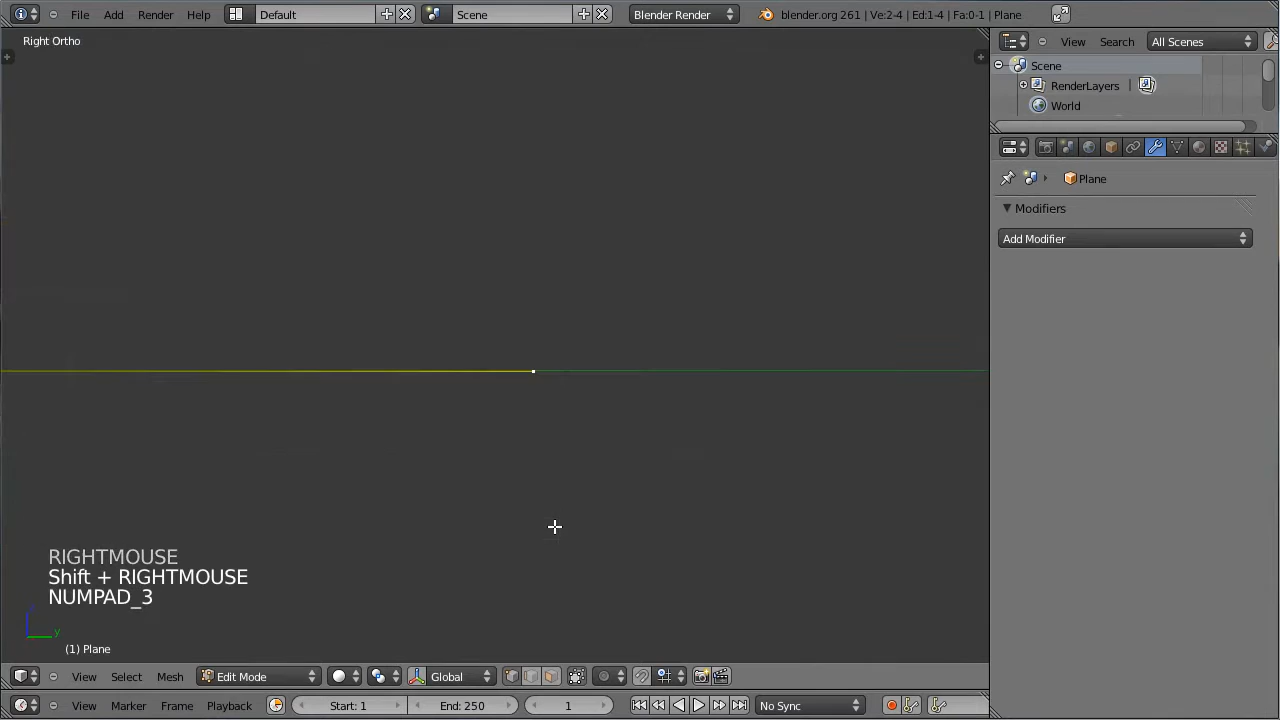 File Add Render Help Default Scene Blender Render blender.org 261 | Ve:2-4 | Ed:1-4 | Fa:0-1 | Plane
Right Ortho
View Search All Scenes
Scene
RenderLayers
World
Plane
Modifiers
Add Modifier
RIGHTMOUSE
Shift + RIGHTMOUSE
NUMPAD_3
y
(1) Plane
View Select Mesh Edit Mode Global
View Marker Frame Playback Start: 1 End: 250 1 No Sync